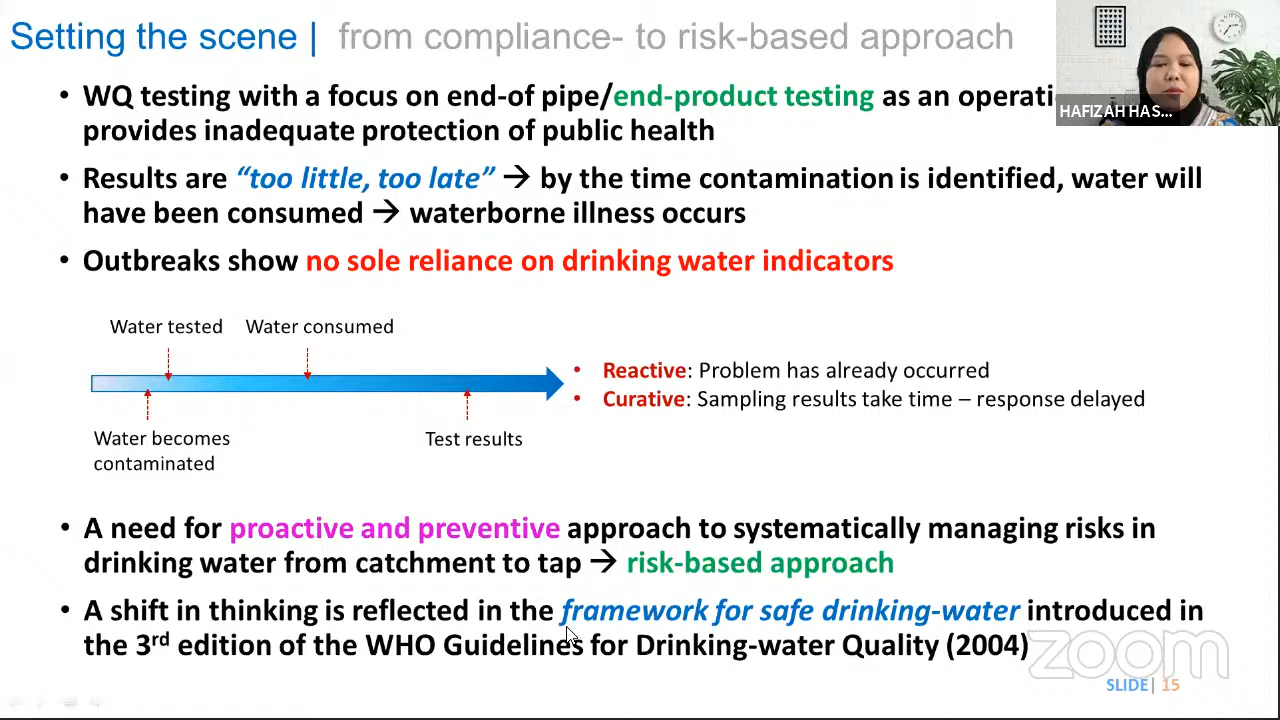 Setting the scene | from compliance- to risk-based approach
HAFIZAH HAS...
• WQ testing with a focus on end-of pipe/end-product testing as an
provides inadequate protection of public health
• Results are “too little, too late” → by the time contamination is identified, water will
have been consumed → waterborne illness occurs
• Outbreaks show no sole reliance on drinking water indicators
Water tested
Water consumed
Water becomes
contaminated
Test results
• Reactive: Problem has already occurred
• Curative: Sampling results take time – response delayed
• A need for proactive and preventive approach to systematically managing risks in
drinking water from catchment to tap → risk-based approach
• A shift in thinking is reflected in the framework for safe drinking-water introduced in
the 3rd edition of the WHO Guidelines for Drinking-water Quality (2004)
zoom
SLIDE| 15